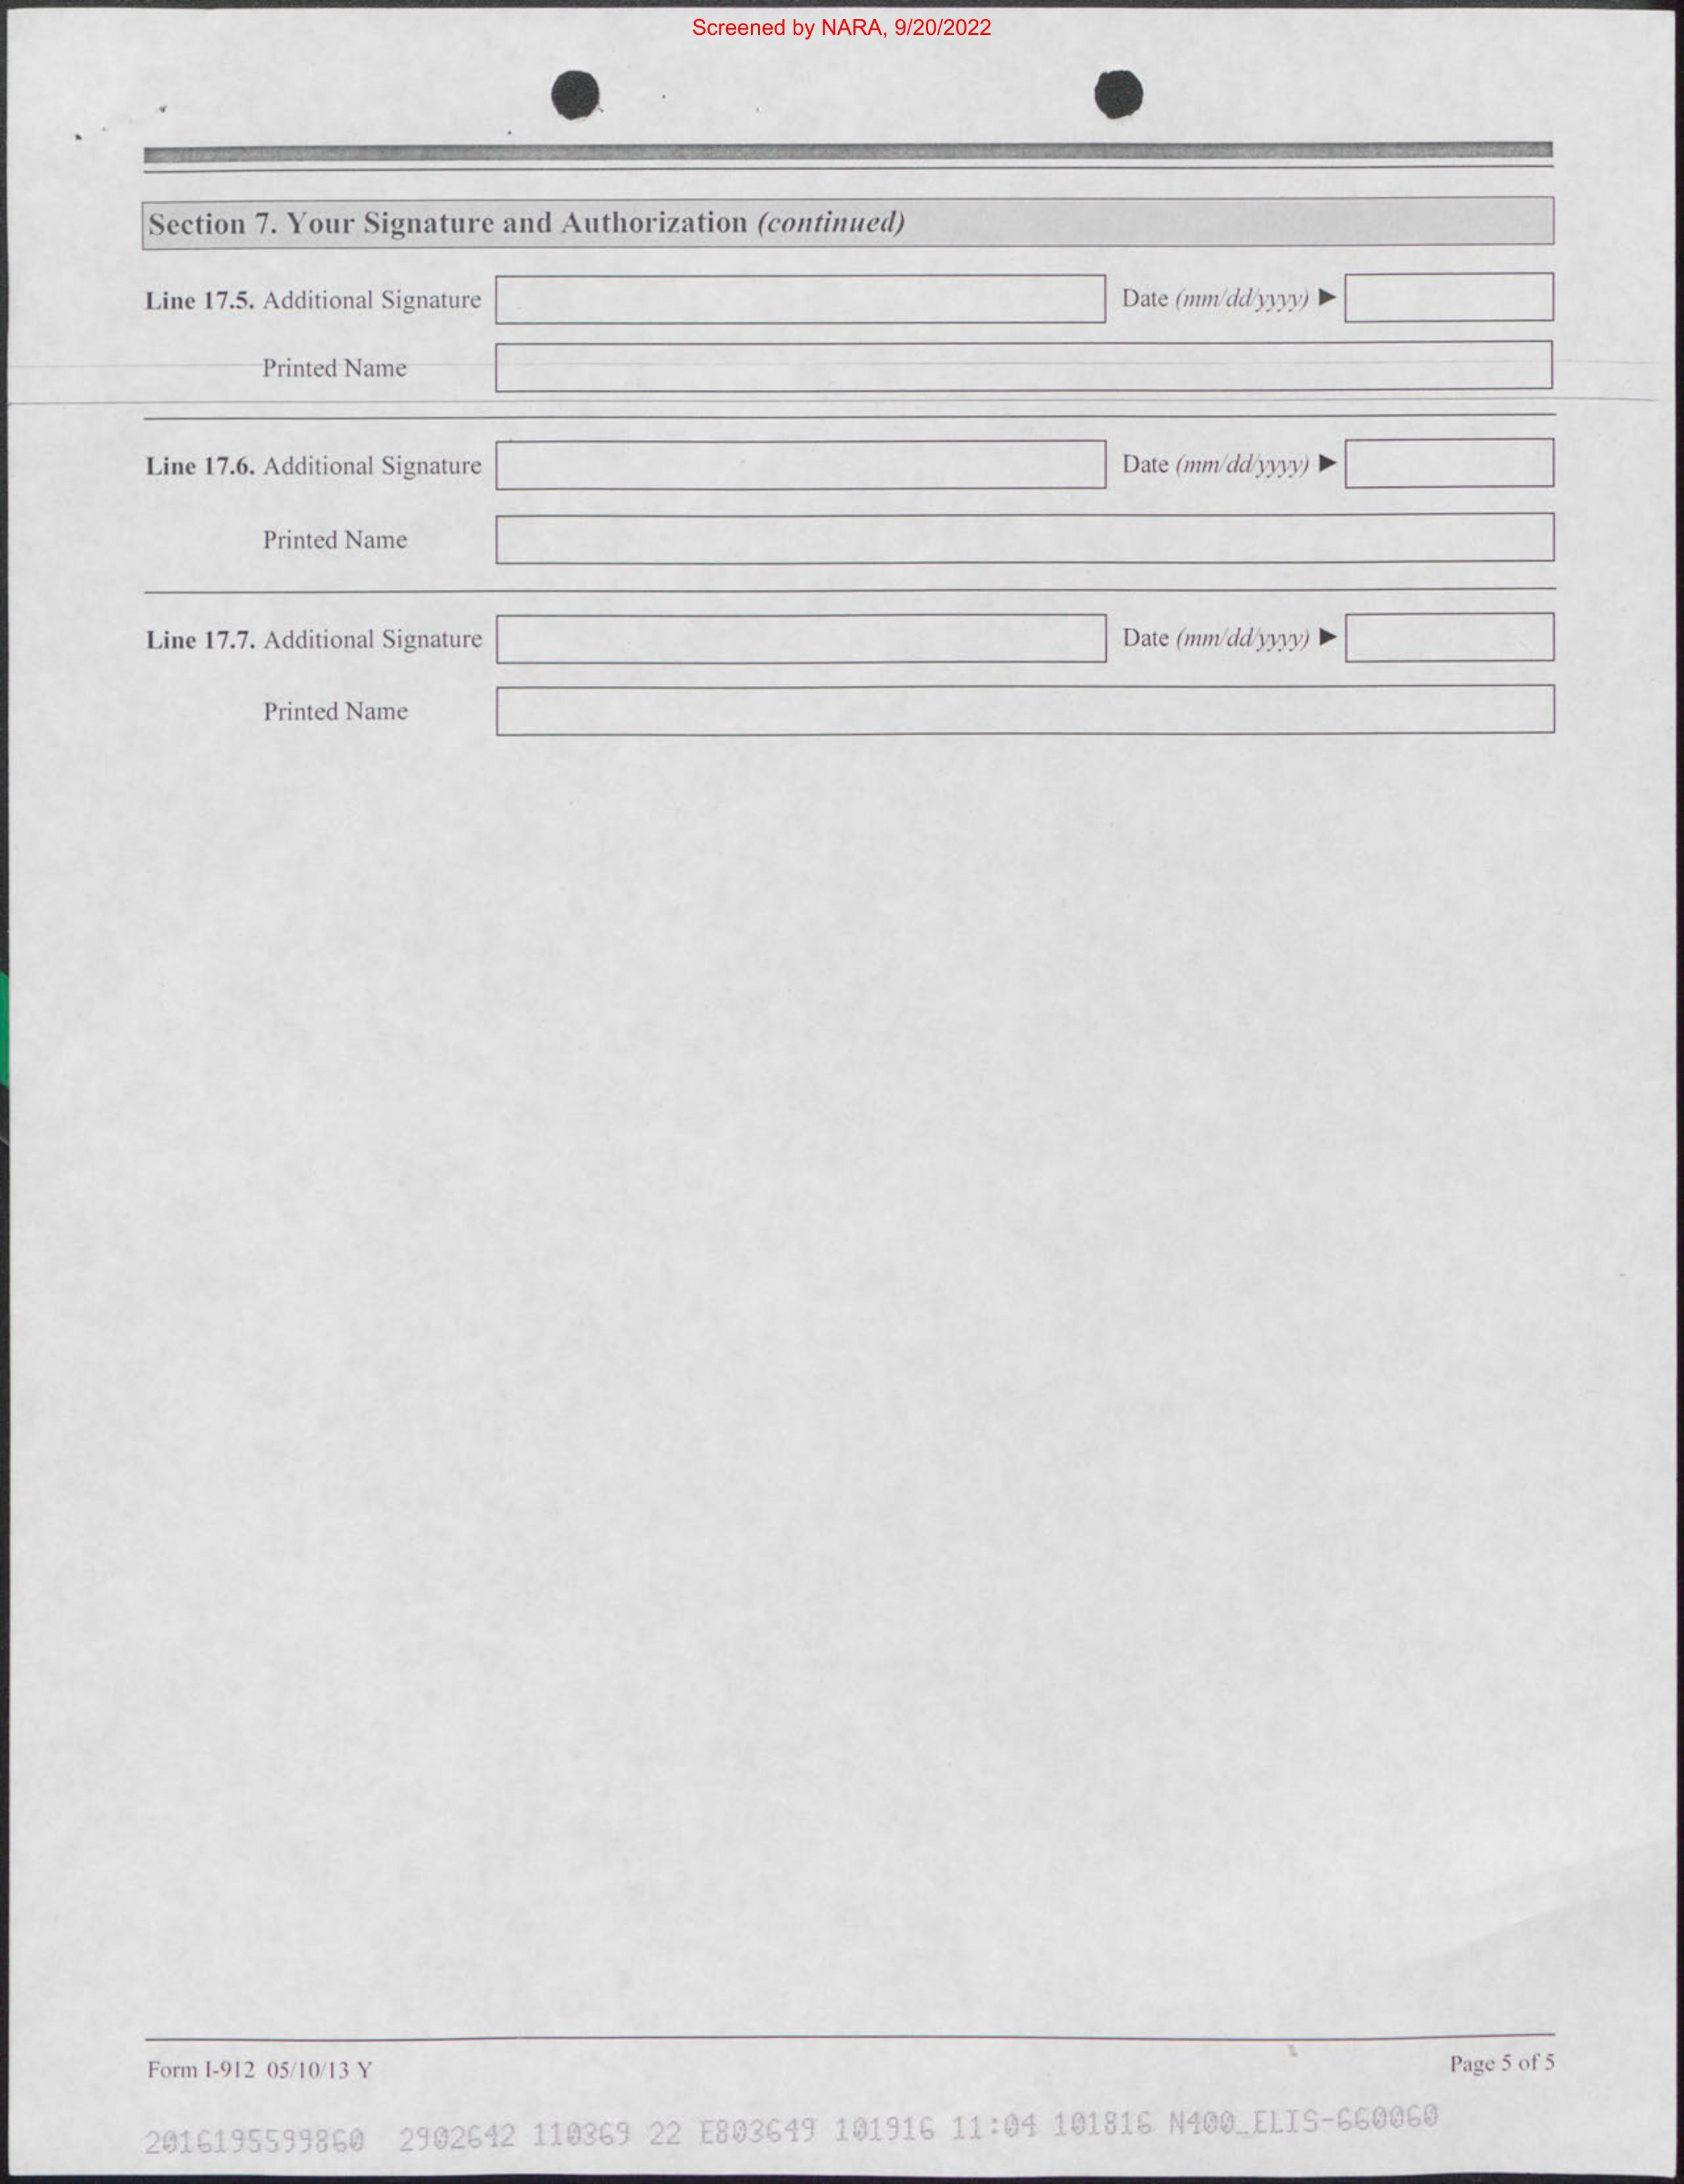 Screened by NARA, 9/20/2022
Section 7. Your Signature and Authorization (continued)
Line 17.5. Additional Signature Date (mm/dd/yyyy) ▶
Printed Name
Line 17.6. Additional Signature Date (mm/dd/yyyy) ▶
Printed Name
Line 17.7. Additional Signature Date (mm/dd/yyyy) ▶
Printed Name
Form I-912 05/10/13 Y Page 5 of 5
2016195599860 2902642 110369 22 E803649 101916 11:04 101816 N400_ELIS-660060